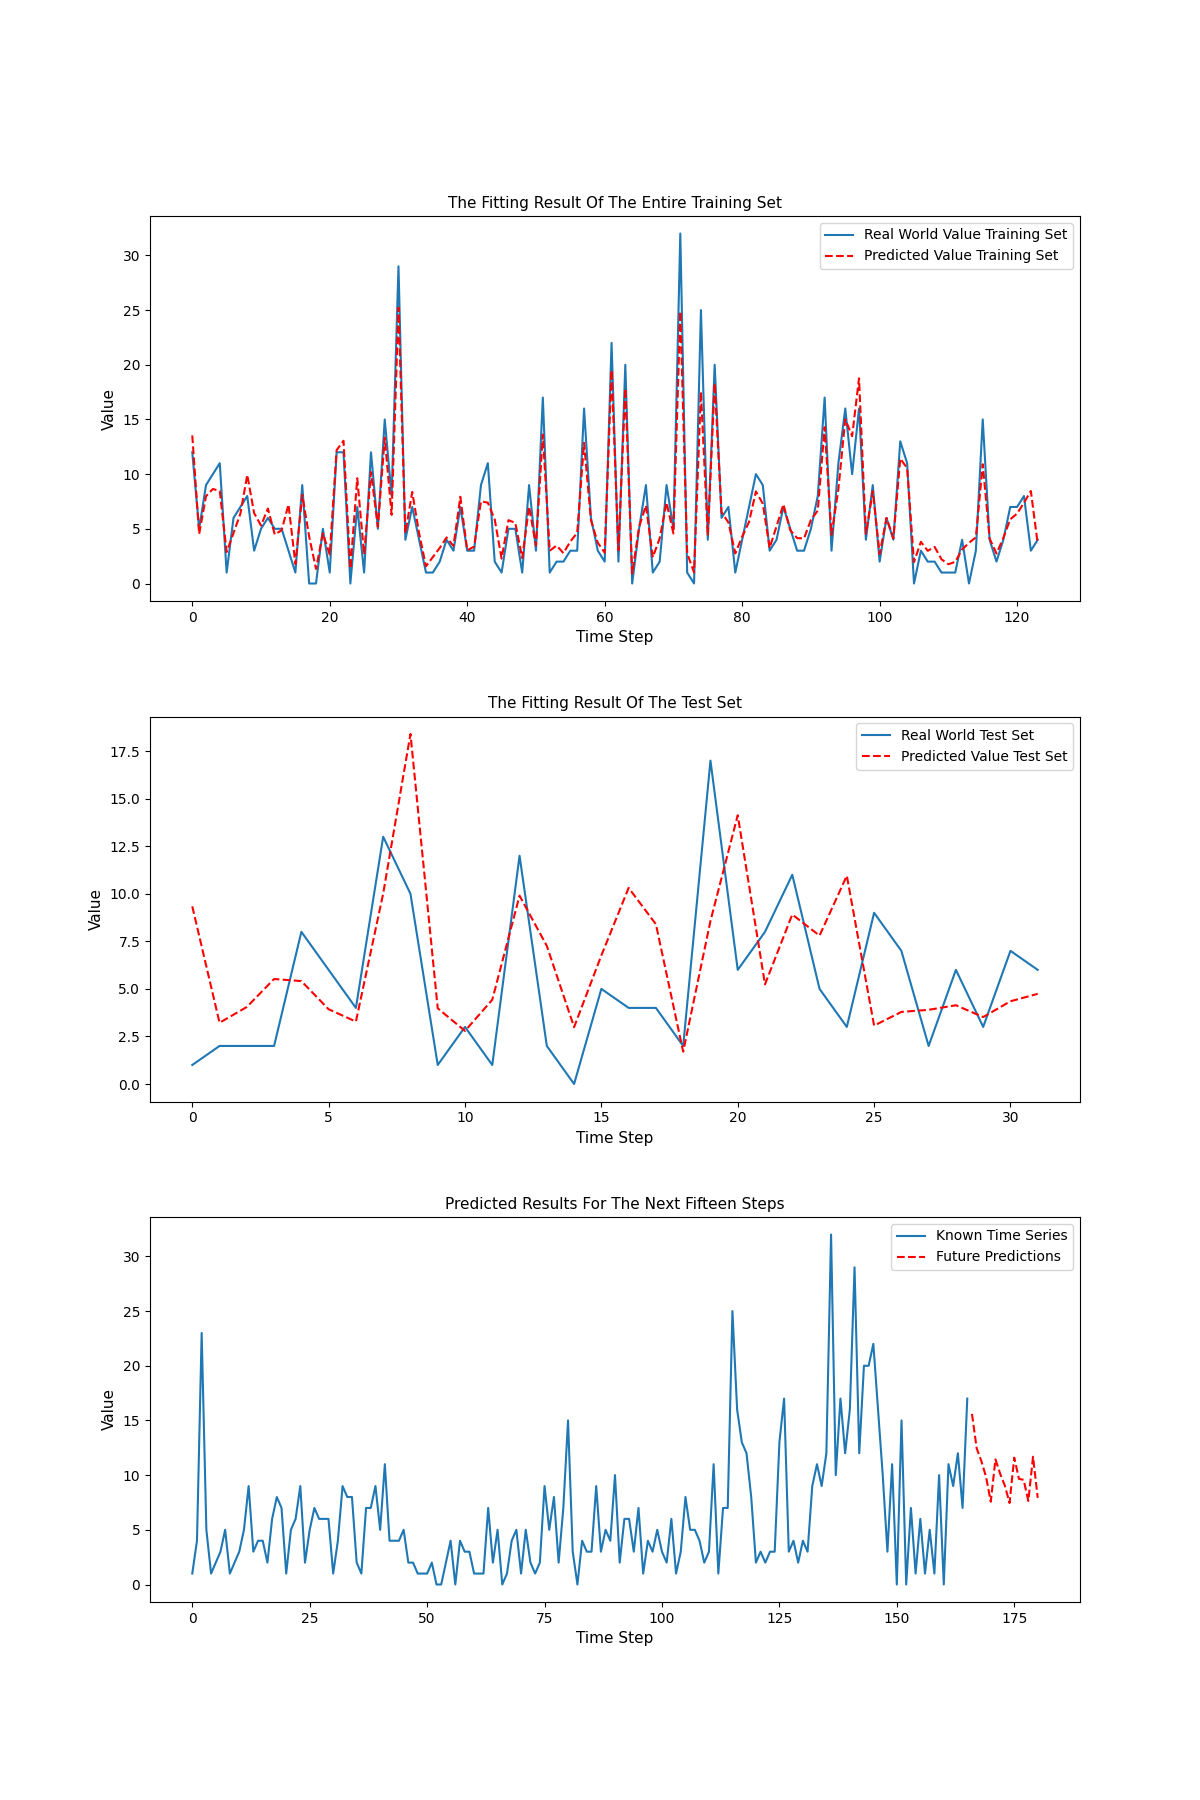 The Fitting Result Of The Entire Training Set
Real World Value Training Set
Predicted Value Training Set
30
25
20
15
10
5
0
Value
0 20 40 60 80 100 120
Time Step
The Fitting Result Of The Test Set
Real World Test Set
Predicted Value Test Set
17.5
15.0
12.5
10.0
7.5
5.0
2.5
0.0
Value
0 5 10 15 20 25 30
Time Step
Predicted Results For The Next Fifteen Steps
Known Time Series
Future Predictions
30
25
20
15
10
5
0
Value
0 25 50 75 100 125 150 175
Time Step